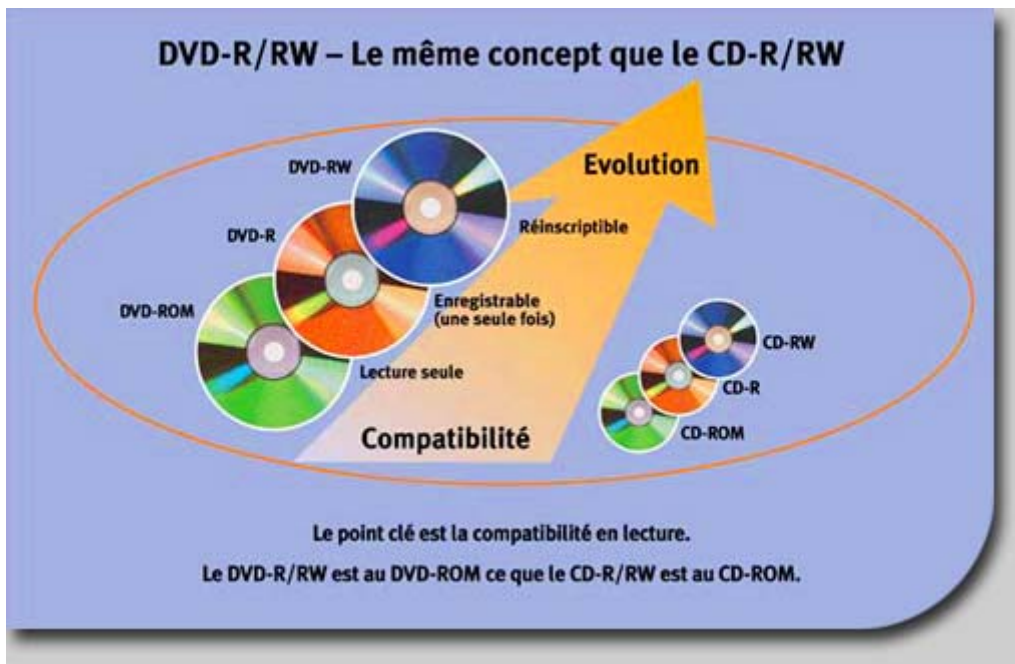 DVD-R/RW – Le même concept que le CD-R/RW
Evolution
DVD-RW
Réinscriptible
DVD-R
Enregistrable
(une seule fois)
DVD-ROM
Lecture seule
CD-RW
CD-R
CD-ROM
Compatibilité
Le point clé est la compatibilité en lecture.
Le DVD-R/RW est au DVD-ROM ce que le CD-R/RW est au CD-ROM.